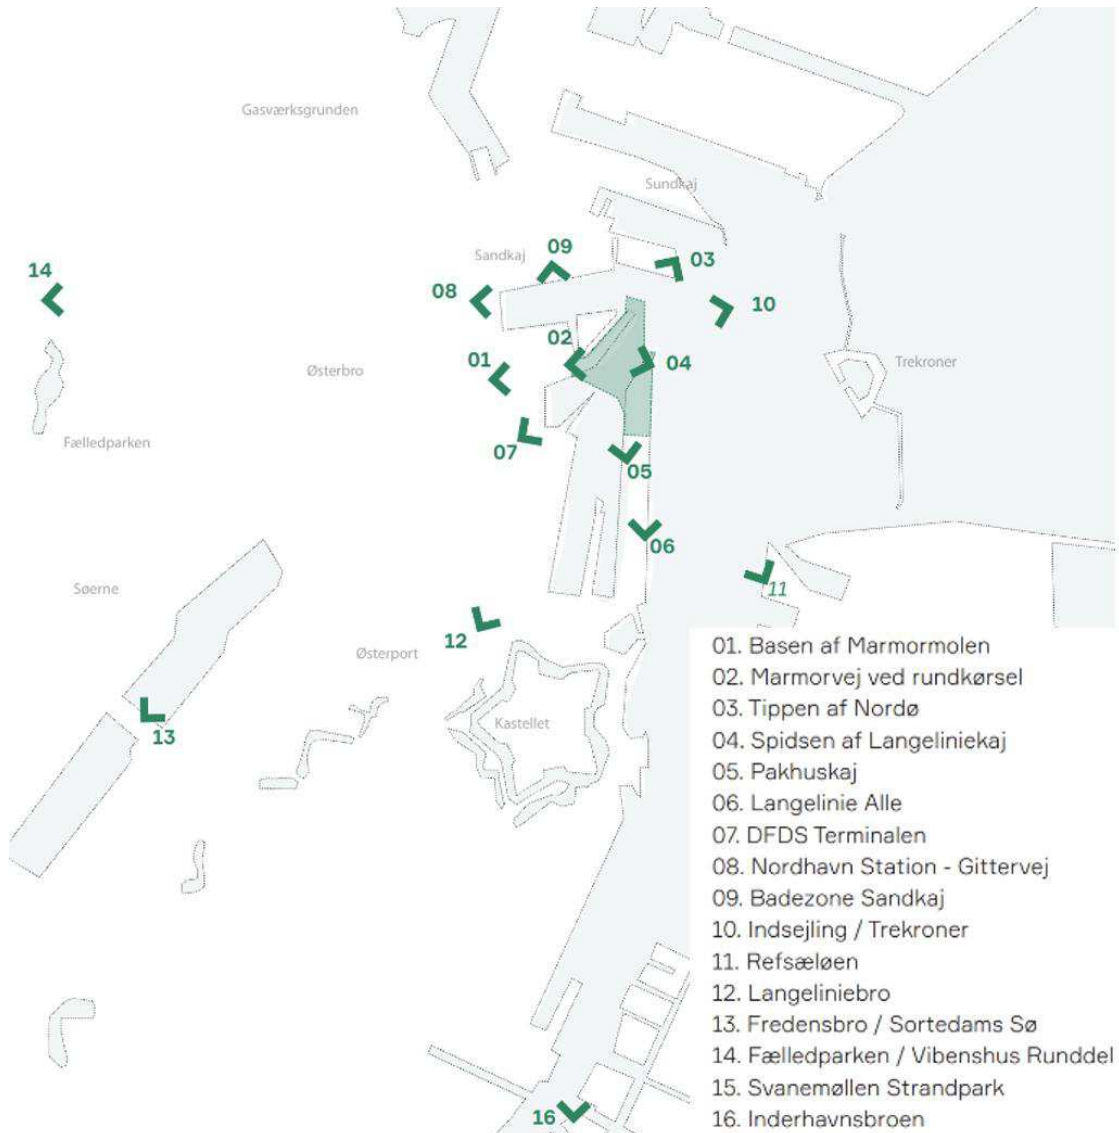 Gasværksgrunden
Sundkaj
09
Sandkaj
03
14
08
10
02
01
04
Østerbro
Trekroner
Fælledparken
07
05
06
Søerne
11
12
Østerport
Kastellet
13
16
01. Basen af Marmormolen
02. Marmorvej ved rundkørsel
03. Tippen af Nordø
04. Spidsen af Langeliniekaj
05. Pakhuskaj
06. Langelinie Alle
07. DFDS Terminalen
08. Nordhavn Station - Gittervej
09. Badezone Sandkaj
10. Indsejling / Trekroner
11. Refsæløen
12. Langeliniebro
13. Fredensbro / Sortedams Sø
14. Fælledparken / Vibenshus Runddel
15. Svanemøllen Strandpark
16. Inderhavnsbroen